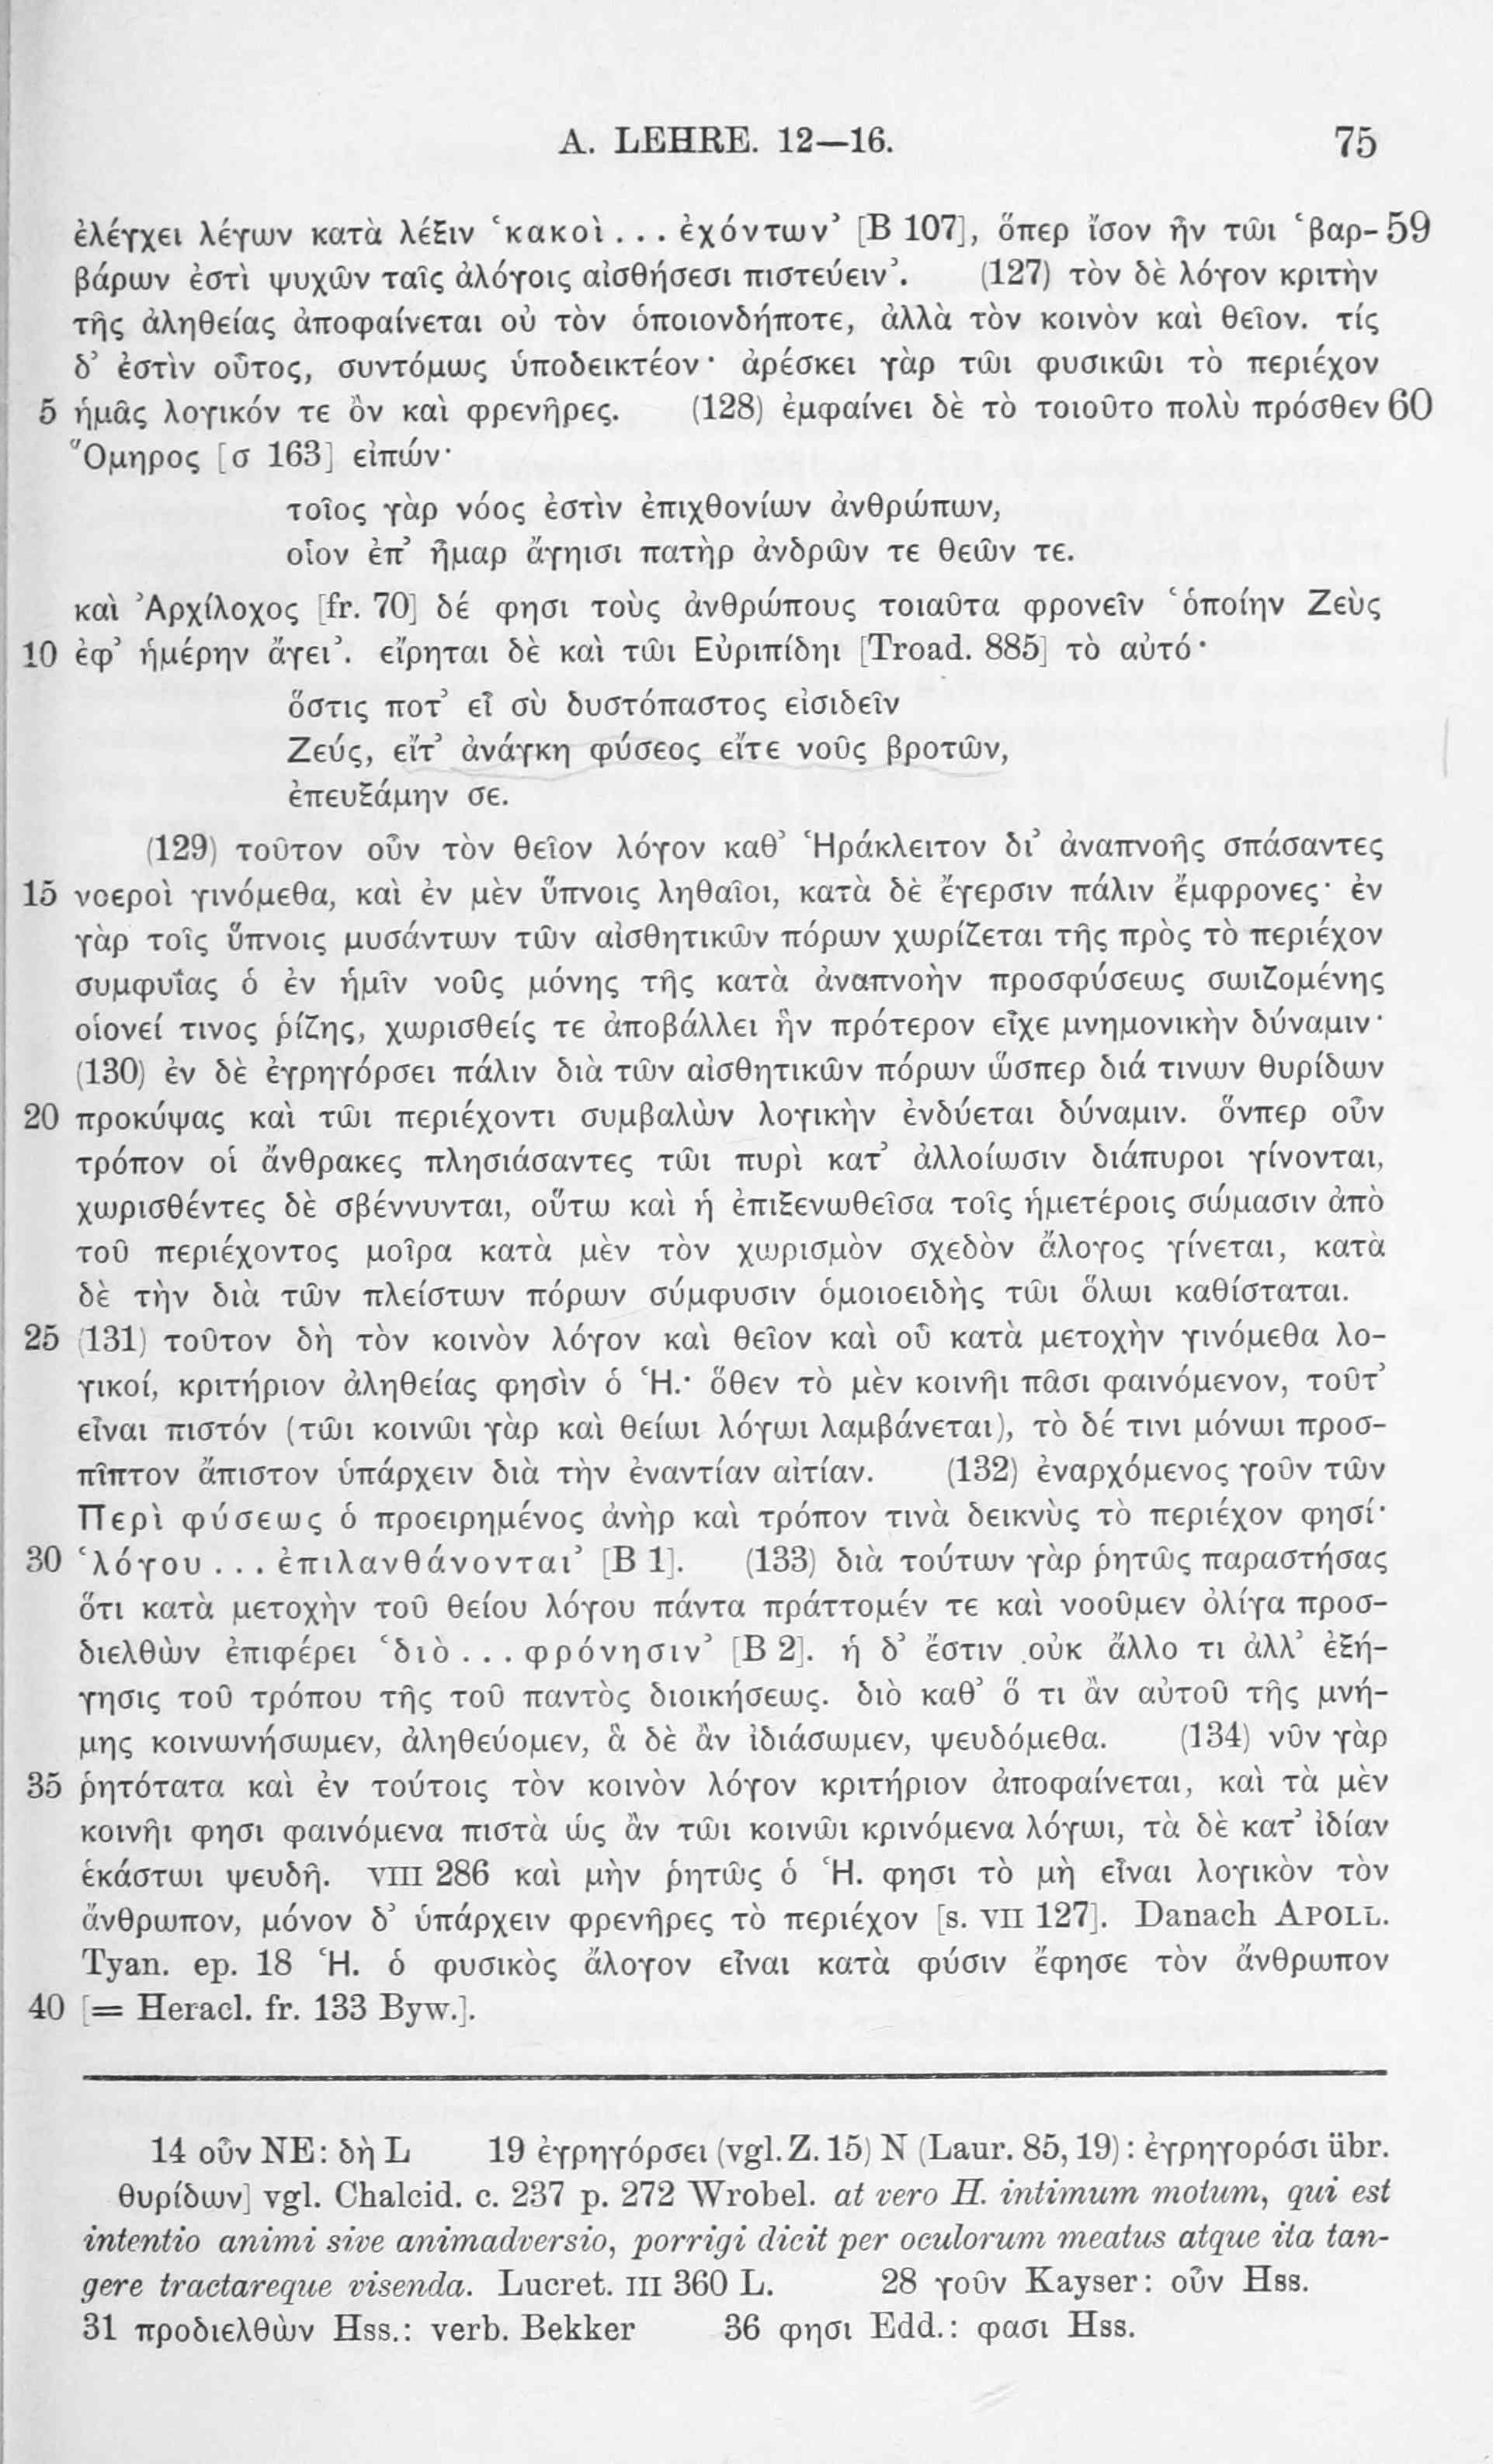 A. LEHRE. 12—16. 75
ἐλέγχει λέγων κατὰ λέξιν ‛κακοὶ... ἐχόντων’ [B 107], ὅπερ ἴσον ἦν τῶι ‛βαρ- 59
βάρων ἐστὶ ψυχῶν ταῖς ἀλόγοις αἰσθήσεσι πιστεύειν’. (127) τὸν δὲ λόγον κριτὴν
τῆς ἀληθείας ἀποφαίνεται οὐ τὸν ὁποιονδήποτε, ἀλλὰ τὸν κοινὸν καὶ θεῖον. τίς
δ’ ἐστὶν οὗτος, συντόμως ὑποδεικτέον· ἀρέσκει γὰρ τῶι φυσικῶι τὸ περιέχον
5 ἡμᾶς λογικόν τε ὂν καὶ φρενῆρες. (128) ἐμφαίνει δὲ τὸ τοιοῦτο πολὺ πρόσθεν 60
Ὅμηρος [σ 163] εἰπών·
τοῖος γὰρ νόος ἐστὶν ἐπιχθονίων ἀνθρώπων,
οἷον ἐπ’ ἦμαρ ἄγηισι πατὴρ ἀνδρῶν τε θεῶν τε.
καὶ Ἀρχίλοχος [fr. 70] δέ φησι τοὺς ἀνθρώπους τοιαῦτα φρονεῖν ‛ὁποίην Ζεὺς
10 ἐφ’ ἡμέρην ἄγει’. εἴρηται δὲ καὶ τῶι Εὐριπίδηι [Troad. 885] τὸ αὐτό·
ὅστις ποτ’ εἶ σὺ δυστόπαστος εἰσιδεῖν
Ζεύς, εἴτ’ ἀνάγκη φύσεος εἴτε νοῦς βροτῶν,
ἐπευξάμην σε.
(129) τοῦτον οὖν τὸν θεῖον λόγον καθ’ Ἡράκλειτον δι’ ἀναπνοῆς σπάσαντες
15 νοεροὶ γινόμεθα, καὶ ἐν μὲν ὕπνοις ληθαῖοι, κατὰ δὲ ἔγερσιν πάλιν ἔμφρονες· ἐν
γὰρ τοῖς ὕπνοις μυσάντων τῶν αἰσθητικῶν πόρων χωρίζεται τῆς πρὸς τὸ περιέχον
συμφυΐας ὁ ἐν ἡμῖν νοῦς μόνης τῆς κατὰ ἀναπνοὴν προσφύσεως σωιζομένης
οἱονεί τινος ῥίζης, χωρισθείς τε ἀποβάλλει ἣν πρότερον εἶχε μνημονικὴν δύναμιν·
(130) ἐν δὲ ἐγρηγόρσει πάλιν διὰ τῶν αἰσθητικῶν πόρων ὥσπερ διά τινων θυρίδων
20 προκύψας καὶ τῶι περιέχοντι συμβαλὼν λογικὴν ἐνδύεται δύναμιν. ὅνπερ οὖν
τρόπον οἱ ἄνθρακες πλησιάσαντες τῶι πυρὶ κατ’ ἀλλοίωσιν διάπυροι γίνονται,
χωρισθέντες δὲ σβέννυνται, οὕτω καὶ ἡ ἐπιξενωθεῖσα τοῖς ἡμετέροις σώμασιν ἀπὸ
τοῦ περιέχοντος μοῖρα κατὰ μὲν τὸν χωρισμὸν σχεδὸν ἄλογος γίνεται, κατὰ
δὲ τὴν διὰ τῶν πλείστων πόρων σύμφυσιν ὁμοιοειδὴς τῶι ὅλωι καθίσταται.
25 (131) τοῦτον δὴ τὸν κοινὸν λόγον καὶ θεῖον καὶ οὗ κατὰ μετοχὴν γινόμεθα λο-
γικοί, κριτήριον ἀληθείας φησὶν ὁ Ἡ.· ὅθεν τὸ μὲν κοινῆι πᾶσι φαινόμενον, τοῦτ’
εἶναι πιστόν (τῶι κοινῶι γὰρ καὶ θείωι λόγωι λαμβάνεται), τὸ δέ τινι μόνωι προσ-
πῖπτον ἄπιστον ὑπάρχειν διὰ τὴν ἐναντίαν αἰτίαν. (132) ἐναρχόμενος γοῦν τῶν
Περὶ φύσεως ὁ προειρημένος ἀνὴρ καὶ τρόπον τινὰ δεικνὺς τὸ περιέχον φησί·
30 ‛λόγου... ἐπιλανθάνονται’ [B 1]. (133) διὰ τούτων γὰρ ῥητῶς παραστήσας
ὅτι κατὰ μετοχὴν τοῦ θείου λόγου πάντα πράττομέν τε καὶ νοοῦμεν ὀλίγα προσ-
διελθὼν ἐπιφέρει ‛διὸ... φρόνησιν’ [B 2]. ἡ δ’ ἔστιν οὐκ ἄλλο τι ἀλλ’ ἐξή-
γησις τοῦ τρόπου τῆς τοῦ παντὸς διοικήσεως. διὸ καθ’ ὅ τι ἂν αὐτοῦ τῆς μνή-
μης κοινωνήσωμεν, ἀληθεύομεν, ἃ δὲ ἂν ἰδιάσωμεν, ψευδόμεθα. (134) νῦν γὰρ
35 ῥητότατα καὶ ἐν τούτοις τὸν κοινὸν λόγον κριτήριον ἀποφαίνεται, καὶ τὰ μὲν
κοινῆι φησι φαινόμενα πιστὰ ὡς ἂν τῶι κοινῶι κρινόμενα λόγωι, τὰ δὲ κατ’ ἰδίαν
ἑκάστωι ψευδῆ. VIII 286 καὶ μὴν ῥητῶς ὁ Ἡ. φησι τὸ μὴ εἶναι λογικὸν τὸν
ἄνθρωπον, μόνον δ’ ὑπάρχειν φρενῆρες τὸ περιέχον [s. VII 127]. Danach APOLL.
Tyan. ep. 18 Ἡ. ὁ φυσικὸς ἄλογον εἶναι κατὰ φύσιν ἔφησε τὸν ἄνθρωπον
40 [= Heracl. fr. 133 Byw.].
14 οὖν NE: δὴ L 19 ἐγρηγόρσει (vgl. Z. 15) N (Laur. 85, 19): ἐγρηγορόσι übr.
θυρίδων] vgl. Chalcid. c. 237 p. 272 Wrobel. at vero H. intimum motum, qui est
intentio animi sive animadversio, porrigi dicit per oculorum meatus atque ita tan-
gere tractareque visenda. Lucret. III 360 L. 28 γοῦν Kayser: οὖν Hss.
31 προδιελθὼν Hss.: verb. Bekker 36 φησι Edd.: φασι Hss.